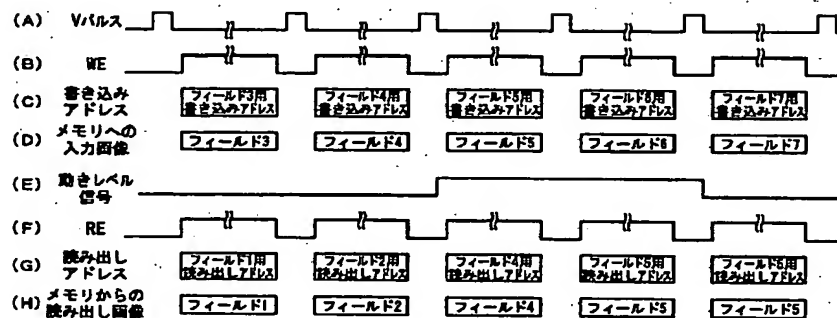 (A) Vパルス
(B) WE
(C) 書き込み
アドレス
フィールド3用
書き込みアドレス
フィールド4用
書き込みアドレス
フィールド5用
書き込みアドレス
フィールド6用
書き込みアドレス
フィールド7用
書き込みアドレス
(D) メモリへの
入力画像
フィールド3
フィールド4
フィールド5
フィールド6
フィールド7
(E) 動きレベル
信号
(F) RE
(G) 読み出し
アドレス
フィールド1用
読み出しアドレス
フィールド2用
読み出しアドレス
フィールド4用
読み出しアドレス
フィールド5用
読み出しアドレス
読み出しアドレス
(H) メモリからの
読み出し画像
フィールド1
フィールド2
フィールド4
フィールド5
フィールド5